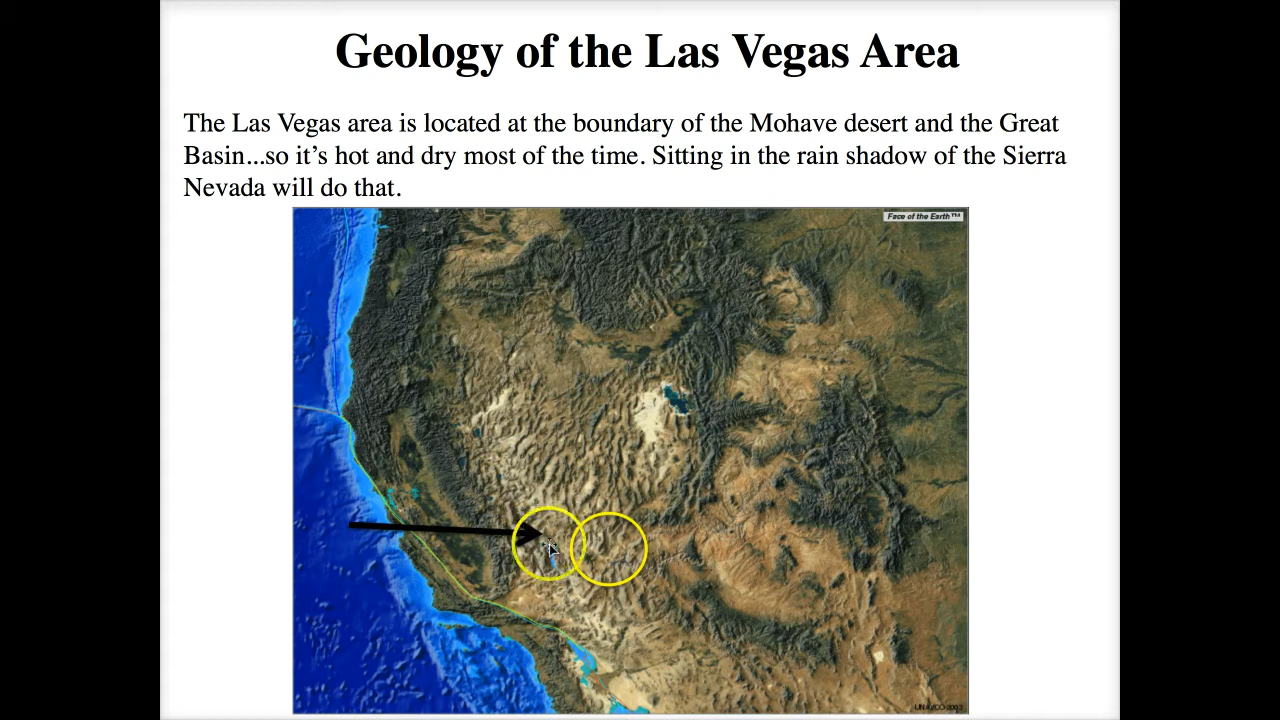 Geology of the Las Vegas Area
The Las Vegas area is located at the boundary of the Mohave desert and the Great
Basin...so it’s hot and dry most of the time. Sitting in the rain shadow of the Sierra
Nevada will do that.
Face of the Earth™
UNAVCO 2003